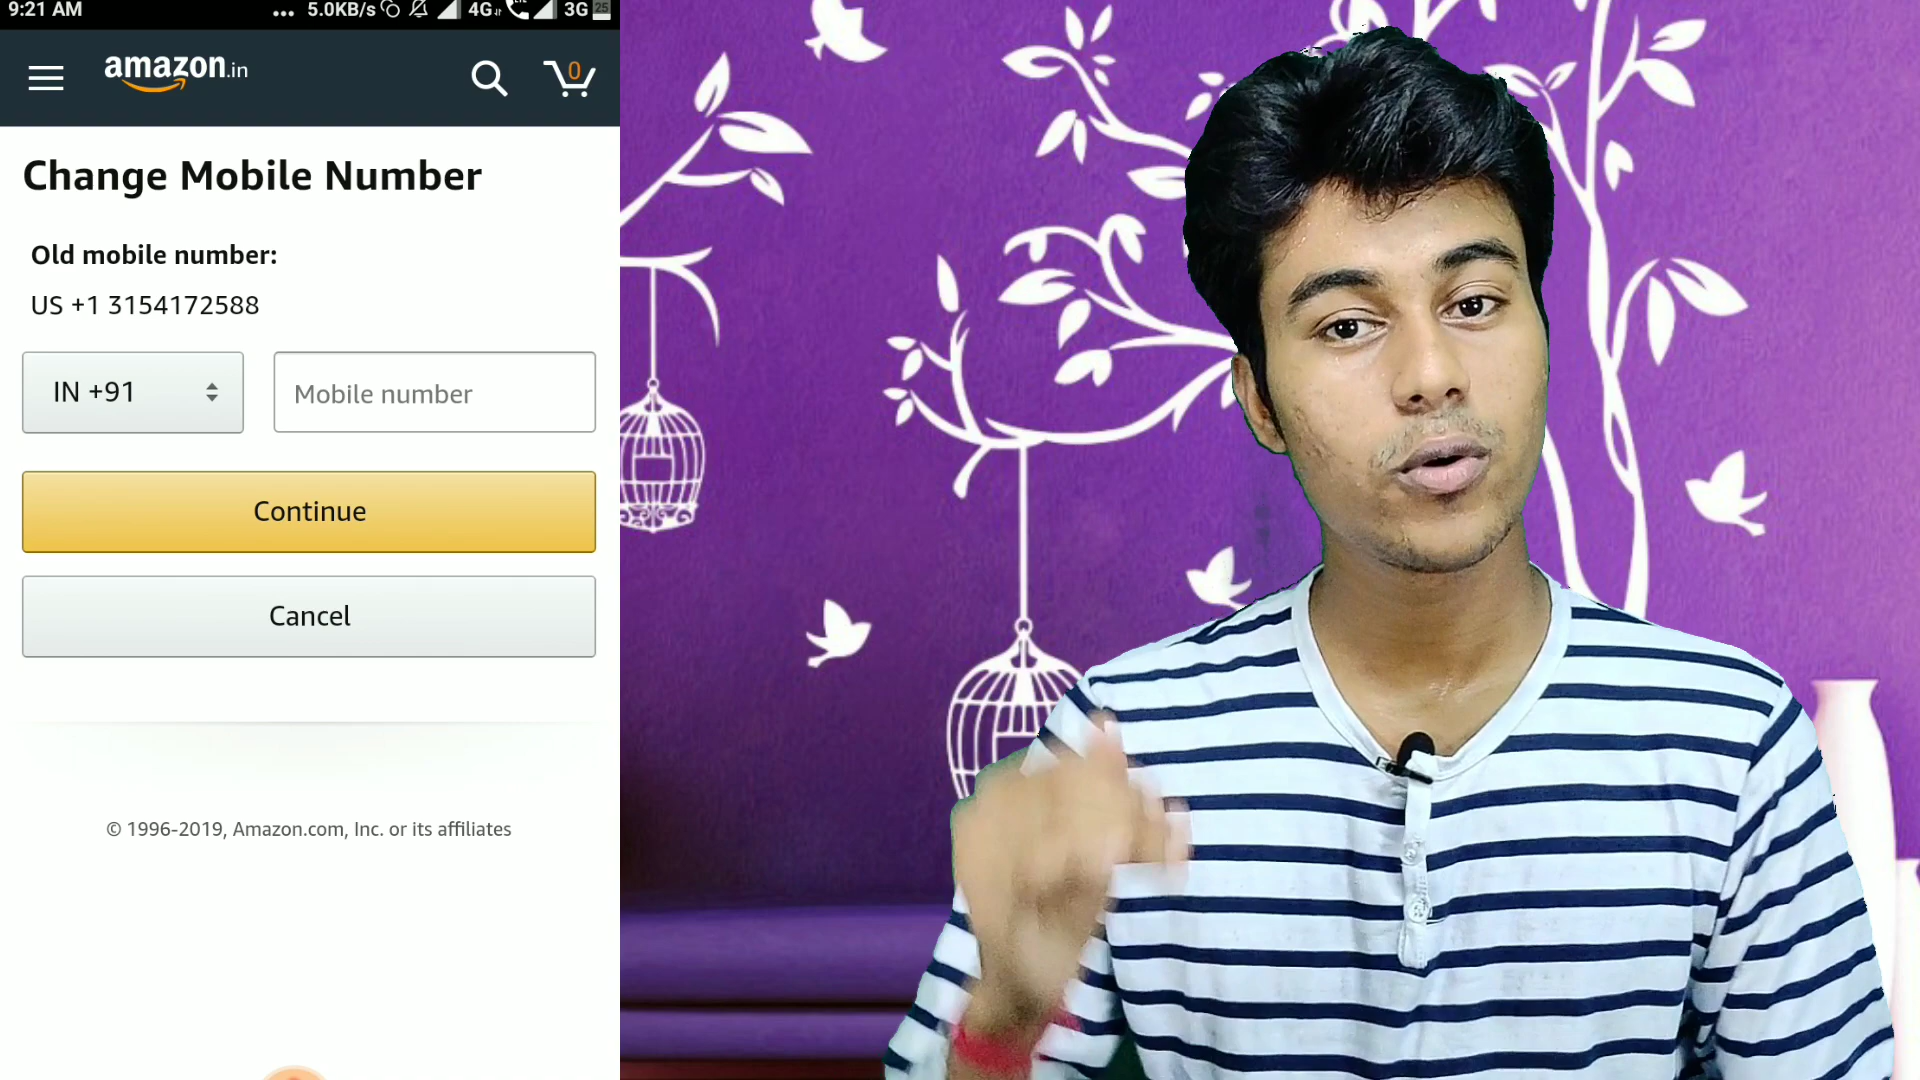 9:21 AM ... 5.0KB/s 4G 3G 25
amazon.in 0
Change Mobile Number
Old mobile number:
US +1 3154172588
IN +91 Mobile number
Continue
Cancel
© 1996-2019, Amazon.com, Inc. or its affiliates